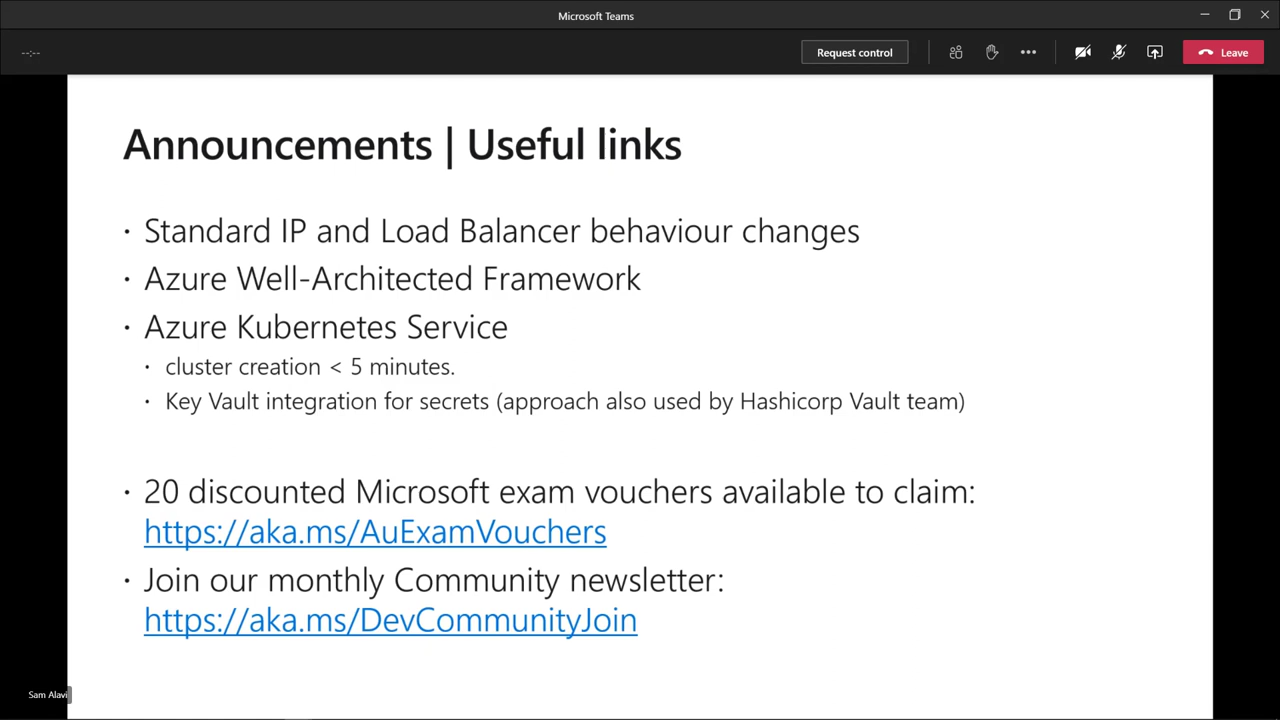 Microsoft Teams
--:--
Request control
Leave
Announcements | Useful links
· Standard IP and Load Balancer behaviour changes
· Azure Well-Architected Framework
· Azure Kubernetes Service
· cluster creation < 5 minutes.
· Key Vault integration for secrets (approach also used by Hashicorp Vault team)
· 20 discounted Microsoft exam vouchers available to claim:
https://aka.ms/AuExamVouchers
· Join our monthly Community newsletter:
https://aka.ms/DevCommunityJoin
Sam Alavi